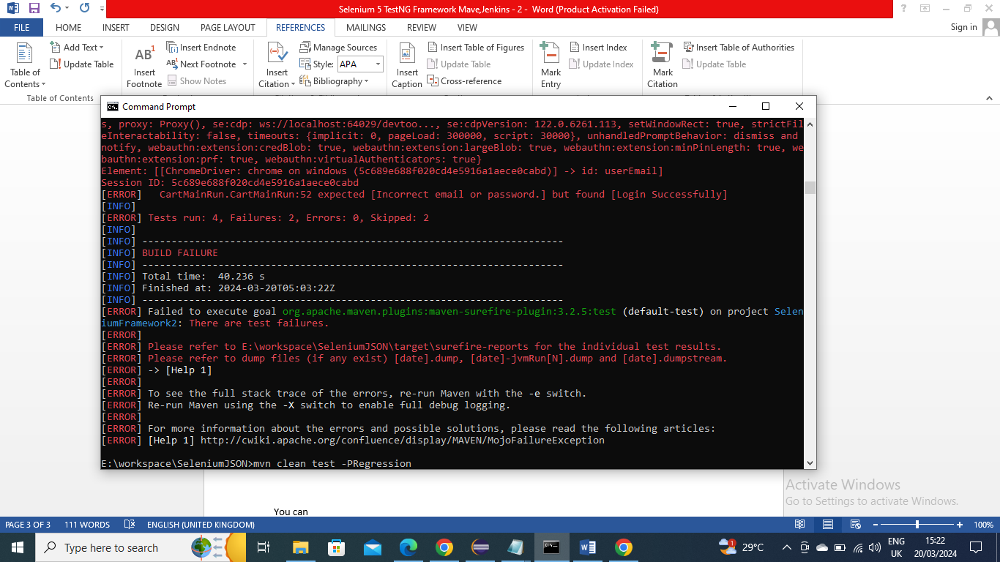 Selenium 5 TestNG Framework Mave,Jenkins - 2 - Word (Product Activation Failed)
FILE HOME INSERT DESIGN PAGE LAYOUT REFERENCES MAILINGS REVIEW VIEW Sign in
Table of Contents
Add Text
Update Table
Table of Contents
AB1
Insert Footnote
Insert Endnote
Next Footnote
Show Notes
Insert Citation
Manage Sources
Style: APA
Bibliography
Insert Caption
Insert Table of Figures
Update Table
Cross-reference
Mark Entry
Insert Index
Update Index
Mark Citation
Insert Table of Authorities
Update Table
Command Prompt
s, proxy: Proxy(), se:cdp: ws://localhost:64029/devtoo..., se:cdpVersion: 122.0.6261.113, setWindowRect: true, strictFil
eInteractability: false, timeouts: {implicit: 0, pageLoad: 300000, script: 30000}, unhandledPromptBehavior: dismiss and
notify, webauthn:extension:credBlob: true, webauthn:extension:largeBlob: true, webauthn:extension:minPinLength: true, we
bauthn:extension:prf: true, webauthn:virtualAuthenticators: true}
Element: [[ChromeDriver: chrome on windows (5c689e688f020cd4e5916a1aece0cabd)] -> id: userEmail]
Session ID: 5c689e688f020cd4e5916a1aece0cabd
[ERROR]   CartMainRun.CartMainRun:52 expected [Incorrect email or password.] but found [Login Successfully]
[INFO]
[ERROR] Tests run: 4, Failures: 2, Errors: 0, Skipped: 2
[INFO]
[INFO] ------------------------------------------------------------------------
[INFO] BUILD FAILURE
[INFO] ------------------------------------------------------------------------
[INFO] Total time:  40.236 s
[INFO] Finished at: 2024-03-20T05:03:22Z
[INFO] ------------------------------------------------------------------------
[ERROR] Failed to execute goal org.apache.maven.plugins:maven-surefire-plugin:3.2.5:test (default-test) on project Selen
iumFramework2: There are test failures.
[ERROR]
[ERROR] Please refer to E:\workspace\SeleniumJSON\target\surefire-reports for the individual test results.
[ERROR] Please refer to dump files (if any exist) [date].dump, [date]-jvmRun[N].dump and [date].dumpstream.
[ERROR] -> [Help 1]
[ERROR]
[ERROR] To see the full stack trace of the errors, re-run Maven with the -e switch.
[ERROR] Re-run Maven using the -X switch to enable full debug logging.
[ERROR]
[ERROR] For more information about the errors and possible solutions, please read the following articles:
[ERROR] [Help 1] http://cwiki.apache.org/confluence/display/MAVEN/MojoFailureException
E:\workspace\SeleniumJSON>mvn clean test -PRegression
Activate Windows
Go to Settings to activate Windows.
You can
PAGE 3 OF 3 111 WORDS ENGLISH (UNITED KINGDOM) 100%
Type here to search
29°C
ENG
UK
15:22
20/03/2024